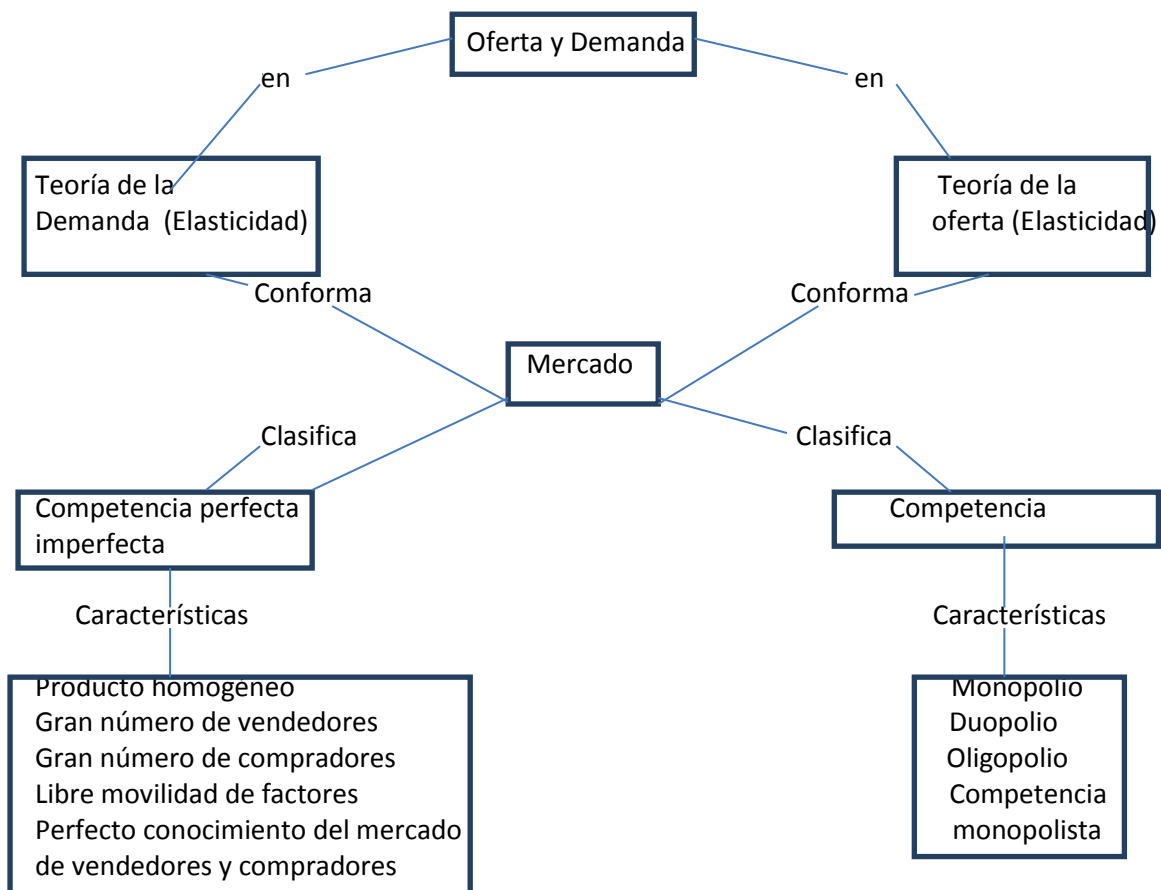 Oferta y Demanda
en
en
Teoría de la
Demanda (Elasticidad)
Teoría de la
oferta (Elasticidad)
Conforma
Conforma
Mercado
Clasifica
Clasifica
Competencia perfecta
imperfecta
Competencia
Características
Características
Producto homogéneo
Gran número de vendedores
Gran número de compradores
Libre movilidad de factores
Perfecto conocimiento del mercado
de vendedores y compradores
Monopolio
Duopolio
Oligopolio
Competencia
monopolista